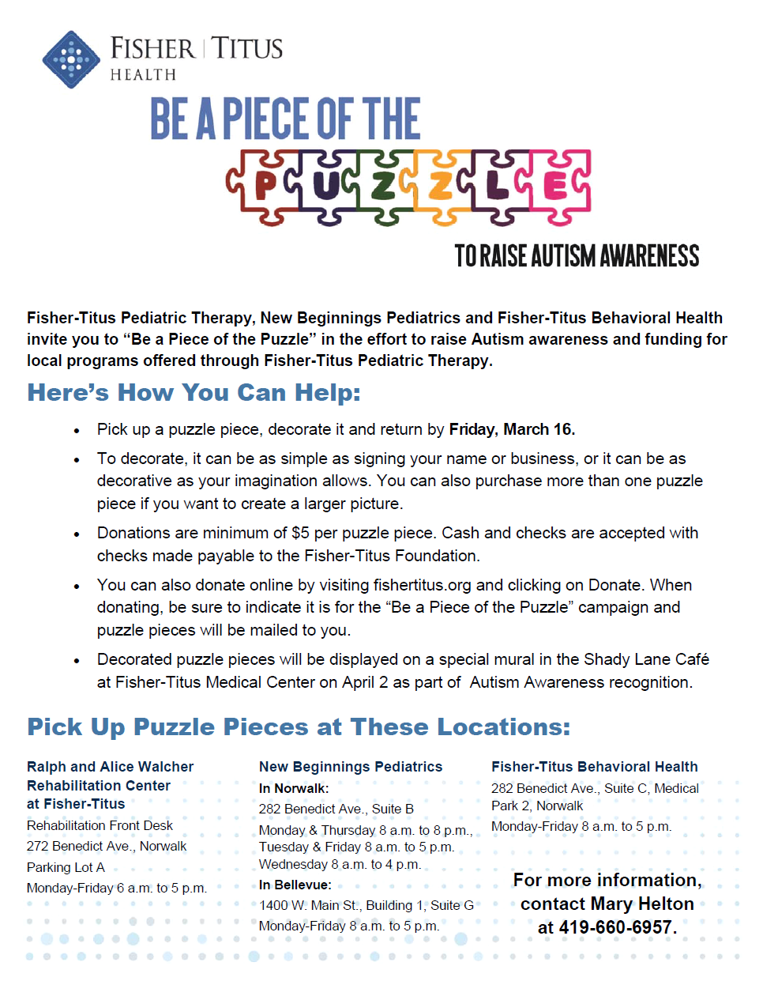 FISHER | TITUS
HEALTH
BE A PIECE OF THE
PUZZLE
TO RAISE AUTISM AWARENESS
Fisher-Titus Pediatric Therapy, New Beginnings Pediatrics and Fisher-Titus Behavioral Health
invite you to “Be a Piece of the Puzzle” in the effort to raise Autism awareness and funding for
local programs offered through Fisher-Titus Pediatric Therapy.
Here’s How You Can Help:
• Pick up a puzzle piece, decorate it and return by Friday, March 16.
• To decorate, it can be as simple as signing your name or business, or it can be as
decorative as your imagination allows. You can also purchase more than one puzzle
piece if you want to create a larger picture.
• Donations are minimum of $5 per puzzle piece. Cash and checks are accepted with
checks made payable to the Fisher-Titus Foundation.
• You can also donate online by visiting fishertitus.org and clicking on Donate. When
donating, be sure to indicate it is for the “Be a Piece of the Puzzle” campaign and
puzzle pieces will be mailed to you.
• Decorated puzzle pieces will be displayed on a special mural in the Shady Lane Café
at Fisher-Titus Medical Center on April 2 as part of Autism Awareness recognition.
Pick Up Puzzle Pieces at These Locations:
Ralph and Alice Walcher
Rehabilitation Center
at Fisher-Titus
Rehabilitation Front Desk
272 Benedict Ave., Norwalk
Parking Lot A
Monday-Friday 6 a.m. to 5 p.m.
New Beginnings Pediatrics
In Norwalk:
282 Benedict Ave., Suite B
Monday & Thursday 8 a.m. to 8 p.m.,
Tuesday & Friday 8 a.m. to 5 p.m.
Wednesday 8 a.m. to 4 p.m.
In Bellevue:
1400 W. Main St., Building 1, Suite G
Monday-Friday 8 a.m. to 5 p.m.
Fisher-Titus Behavioral Health
282 Benedict Ave., Suite C, Medical
Park 2, Norwalk
Monday-Friday 8 a.m. to 5 p.m.
For more information,
contact Mary Helton
at 419-660-6957.